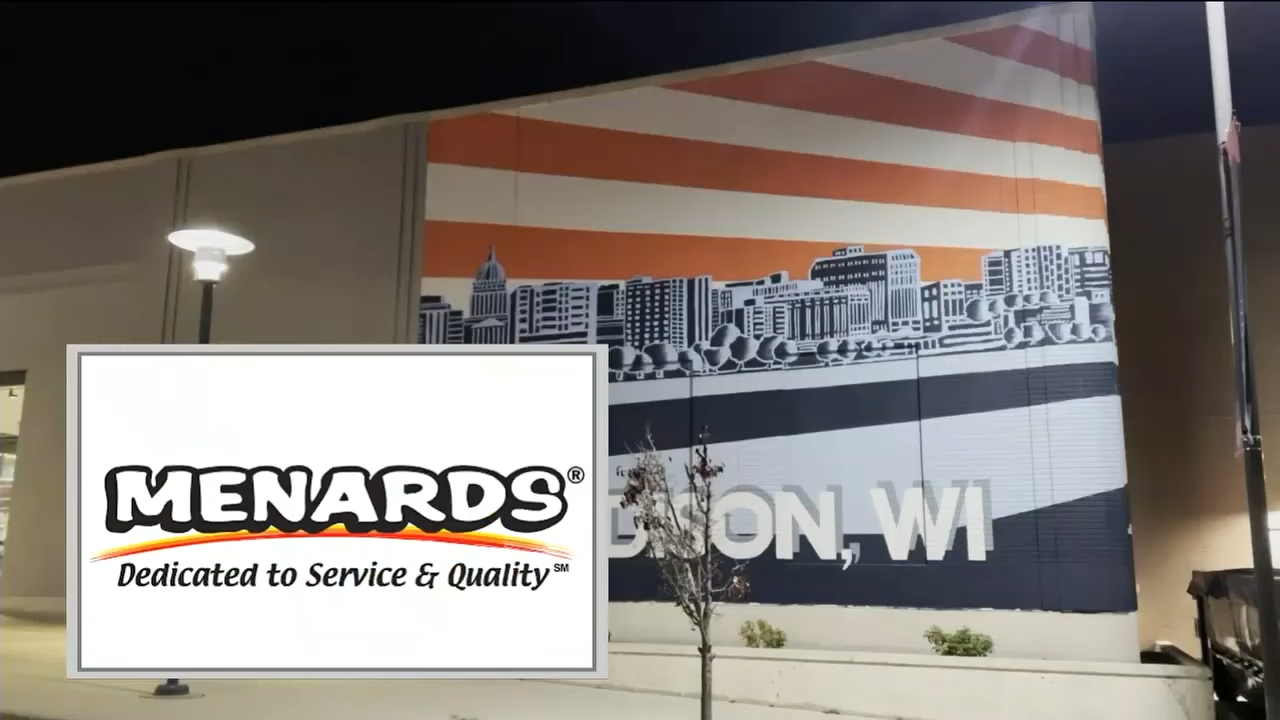 MENARDS®
Dedicated to Service & Quality℠
DISON, WI